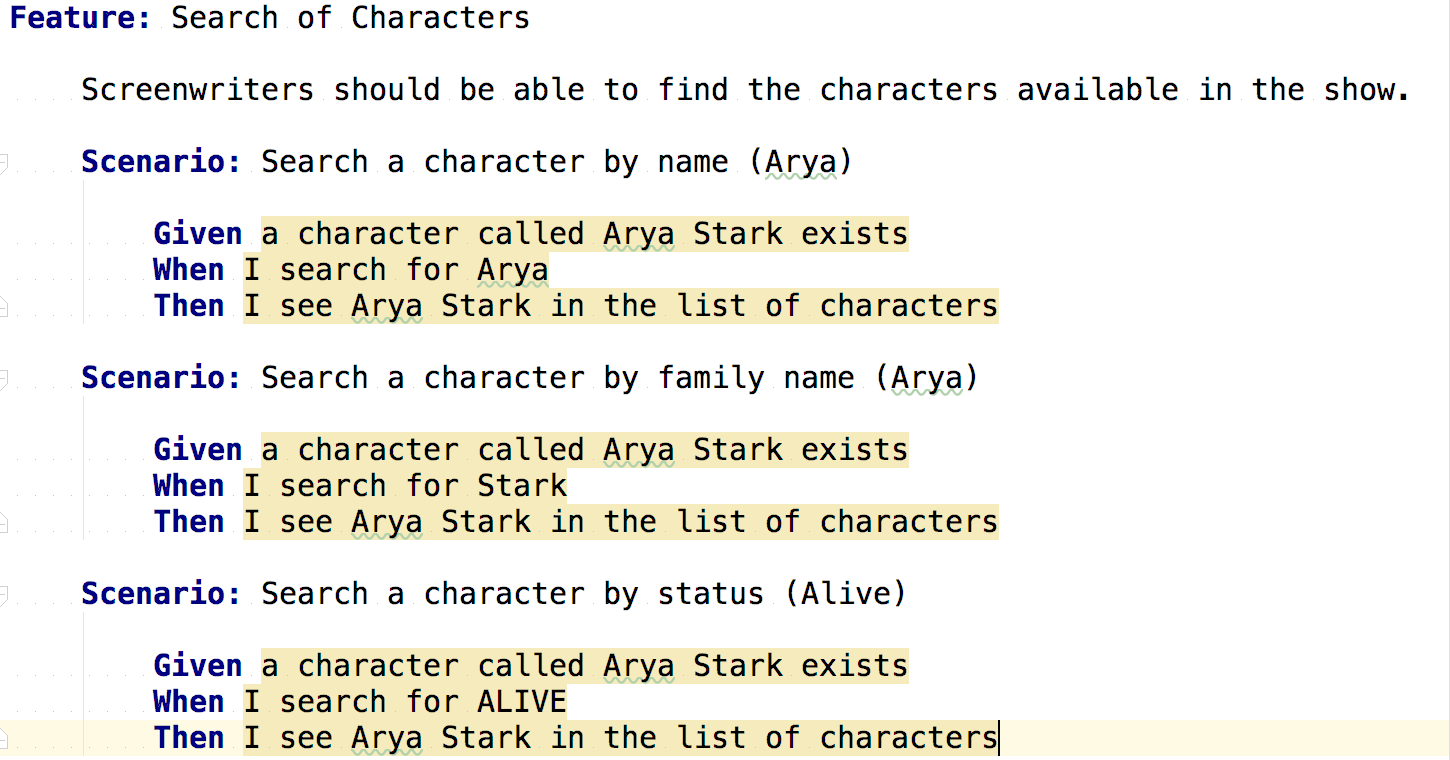 Feature: Search of Characters
Screenwriters should be able to find the characters available in the show.
Scenario: Search a character by name (Arya)
Given a character called Arya Stark exists
When I search for Arya
Then I see Arya Stark in the list of characters
Scenario: Search a character by family name (Arya)
Given a character called Arya Stark exists
When I search for Stark
Then I see Arya Stark in the list of characters
Scenario: Search a character by status (Alive)
Given a character called Arya Stark exists
When I search for ALIVE
Then I see Arya Stark in the list of characters